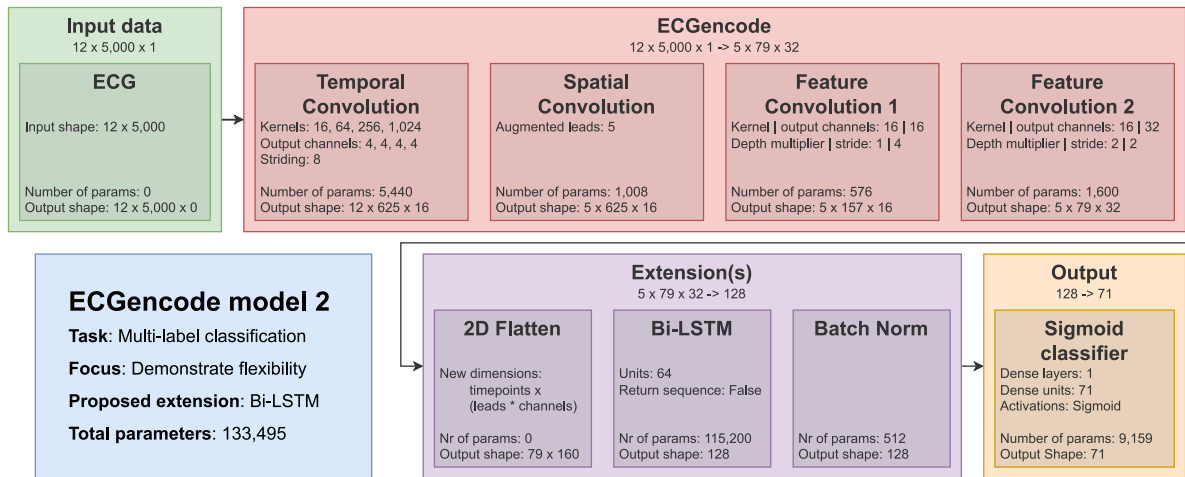 Input data
12 x 5,000 x 1
ECG
Input shape: 12 x 5,000
Number of params: 0
Output shape: 12 x 5,000 x 0
ECGencode
12 x 5,000 x 1 -> 5 x 79 x 32
Temporal
Convolution
Kernels: 16, 64, 256, 1,024
Output channels: 4, 4, 4, 4
Striding: 8
Number of params: 5,440
Output shape: 12 x 625 x 16
Spatial
Convolution
Augmented leads: 5
Number of params: 1,008
Output shape: 5 x 625 x 16
Feature
Convolution 1
Kernel | output channels: 16 | 16
Depth multiplier | stride: 1 | 4
Number of params: 576
Output shape: 5 x 157 x 16
Feature
Convolution 2
Kernel | output channels: 16 | 32
Depth multiplier | stride: 2 | 2
Number of params: 1,600
Output shape: 5 x 79 x 32
ECGencode model 2
Task: Multi-label classification
Focus: Demonstrate flexibility
Proposed extension: Bi-LSTM
Total parameters: 133,495
Extension(s)
5 x 79 x 32 -> 128
2D Flatten
New dimensions:
timepoints x
(leads * channels)
Nr of params: 0
Output shape: 79 x 160
Bi-LSTM
Units: 64
Return sequence: False
Nr of params: 115,200
Output shape: 128
Batch Norm
Nr of params: 512
Output shape: 128
Output
128 -> 71
Sigmoid
classifier
Dense layers: 1
Dense units: 71
Activations: Sigmoid
Number of params: 9,159
Output Shape: 71